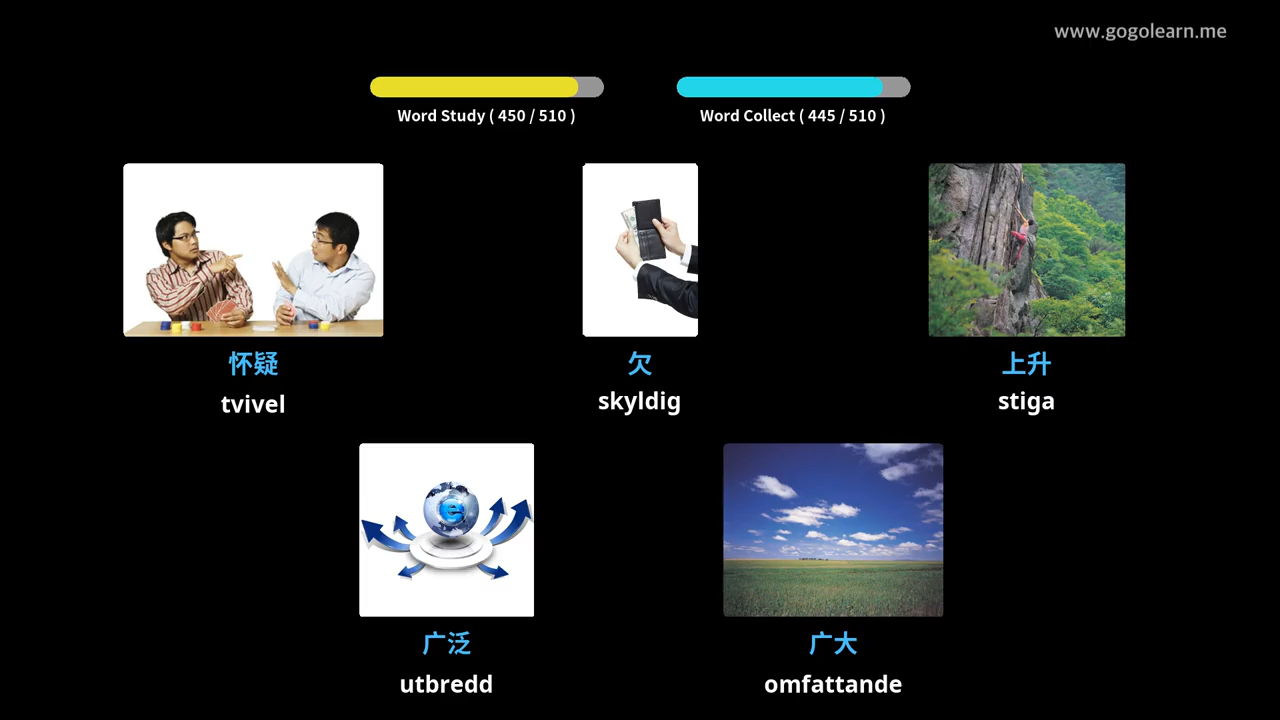 www.gogolearn.me
Word Study ( 450 / 510 )
Word Collect ( 445 / 510 )
怀疑
tvivel
欠
skyldig
上升
stiga
e
广泛
utbredd
广大
omfattande